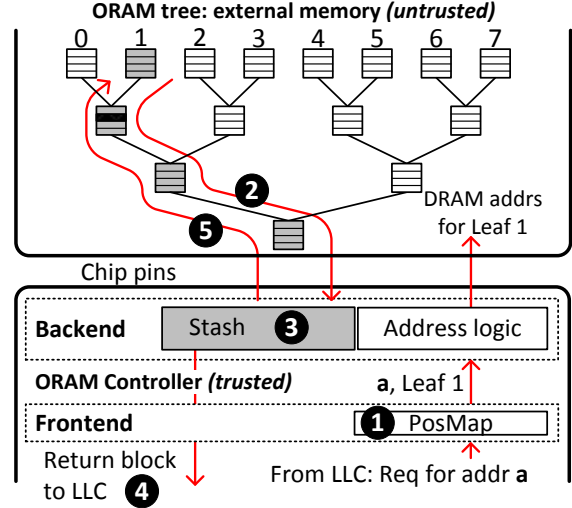 ORAM tree: external memory (untrusted)
0 1 2 3 4 5 6 7
2
5
DRAM addrs
for Leaf 1
Chip pins
Backend
Stash 3
Address logic
ORAM Controller (trusted)
a, Leaf 1
Frontend
1 PosMap
Return block
to LLC 4
From LLC: Req for addr a